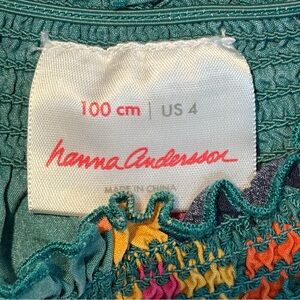 100 cm | US 4
hanna andersson
MADE IN CHINA